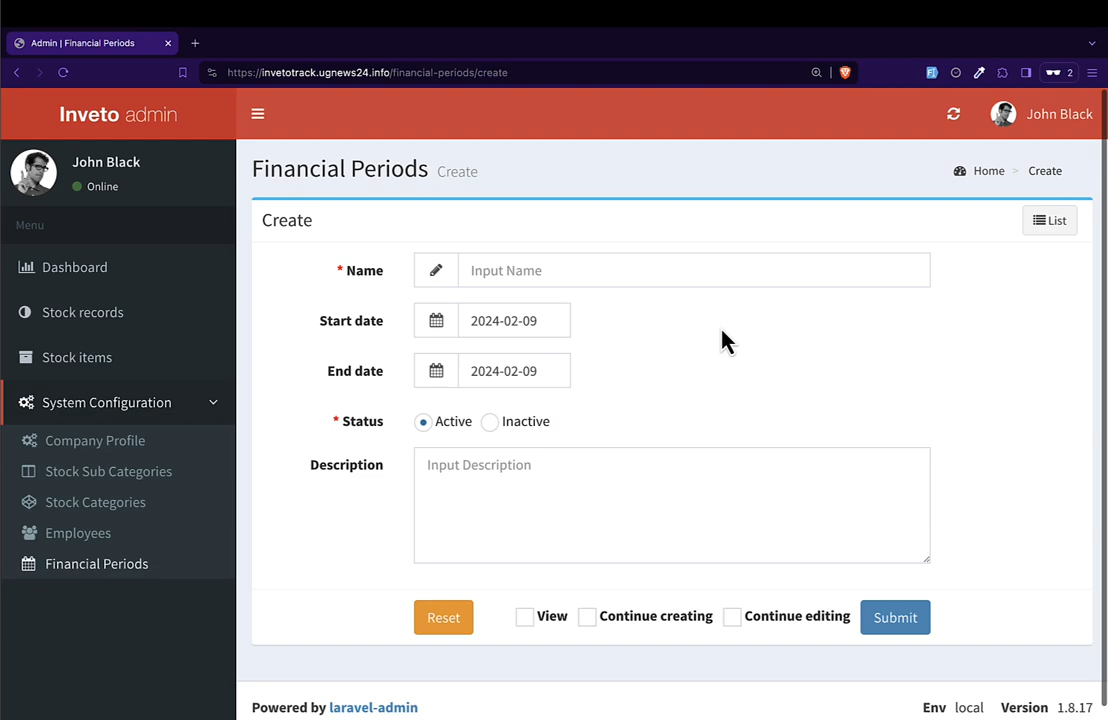 Admin | Financial Periods
https://invetotrack.ugnews24.info/financial-periods/create
2
Inveto admin
John Black
John Black
Online
Menu
Dashboard
Stock records
Stock items
System Configuration
Company Profile
Stock Sub Categories
Stock Categories
Employees
Financial Periods
Financial Periods Create
Home > Create
Create
List
* Name
Input Name
Start date
2024-02-09
End date
2024-02-09
* Status
Active
Inactive
Description
Input Description
Reset
View
Continue creating
Continue editing
Submit
Powered by laravel-admin
Env local Version 1.8.17